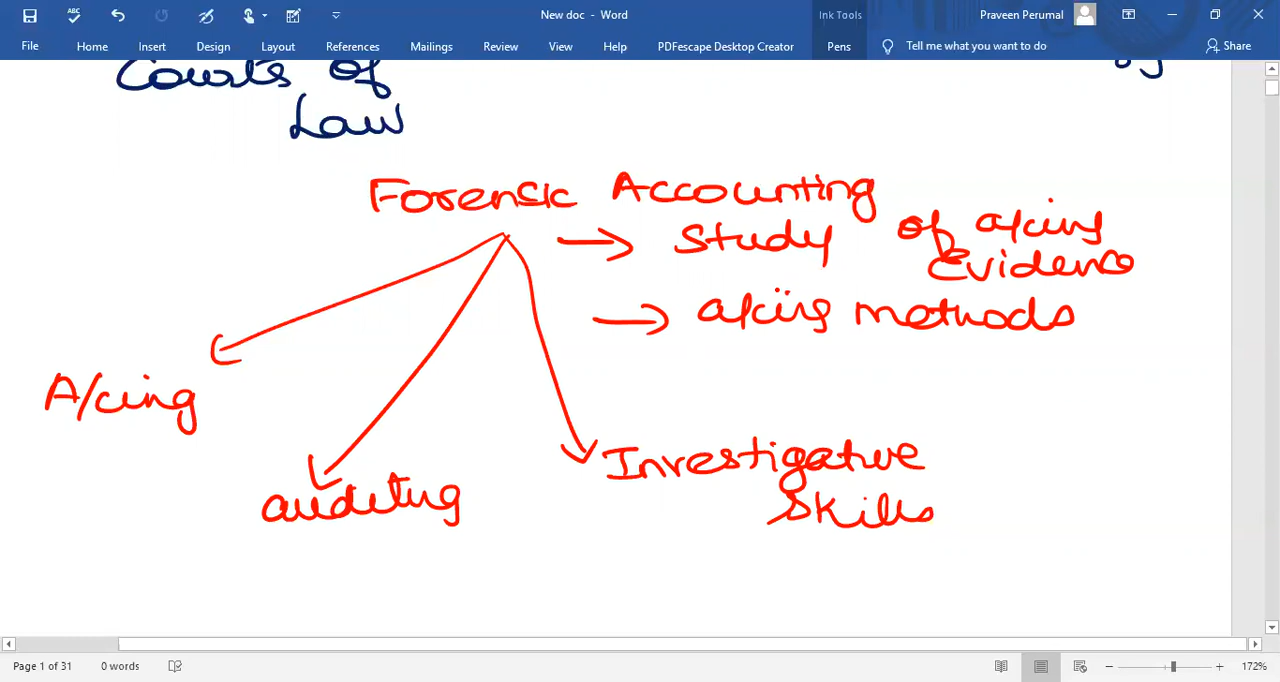 ABC
New doc - Word
Ink Tools
Praveen Perumal
File Home Insert Design Layout References Mailings Review View Help PDFescape Desktop Creator Pens Tell me what you want to do Share
Courts of
Law
Forensic Accounting
→ Study of a/cing
Evidence
→ a/cing methods
A/cing
auditing
Investigative
Skills
Page 1 of 31 0 words 172%